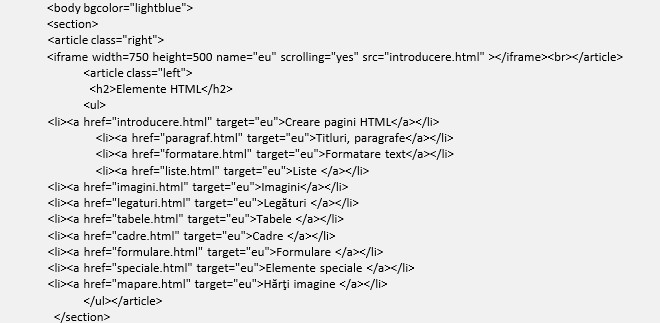 <body bgcolor="lightblue">
<section>
<article class="right">
<iframe width=750 height=500 name="eu" scrolling="yes" src="introducere.html" ></iframe><br></article>
<article class="left">
<h2>Elemente HTML</h2>
<ul>
<li><a href="introducere.html" target="eu">Creare pagini HTML</a></li>
<li><a href="paragraf.html" target="eu">Titluri, paragrafe</a></li>
<li><a href="formatare.html" target="eu">Formatare text</a></li>
<li><a href="liste.html" target="eu">Liste </a></li>
<li><a href="imagini.html" target="eu">Imagini</a></li>
<li><a href="legaturi.html" target="eu">Legături </a></li>
<li><a href="tabele.html" target="eu">Tabele </a></li>
<li><a href="cadre.html" target="eu">Cadre </a></li>
<li><a href="formulare.html" target="eu">Formulare </a></li>
<li><a href="speciale.html" target="eu">Elemente speciale </a></li>
<li><a href="mapare.html" target="eu">Hărţi imagine </a></li>
</ul></article>
</section>